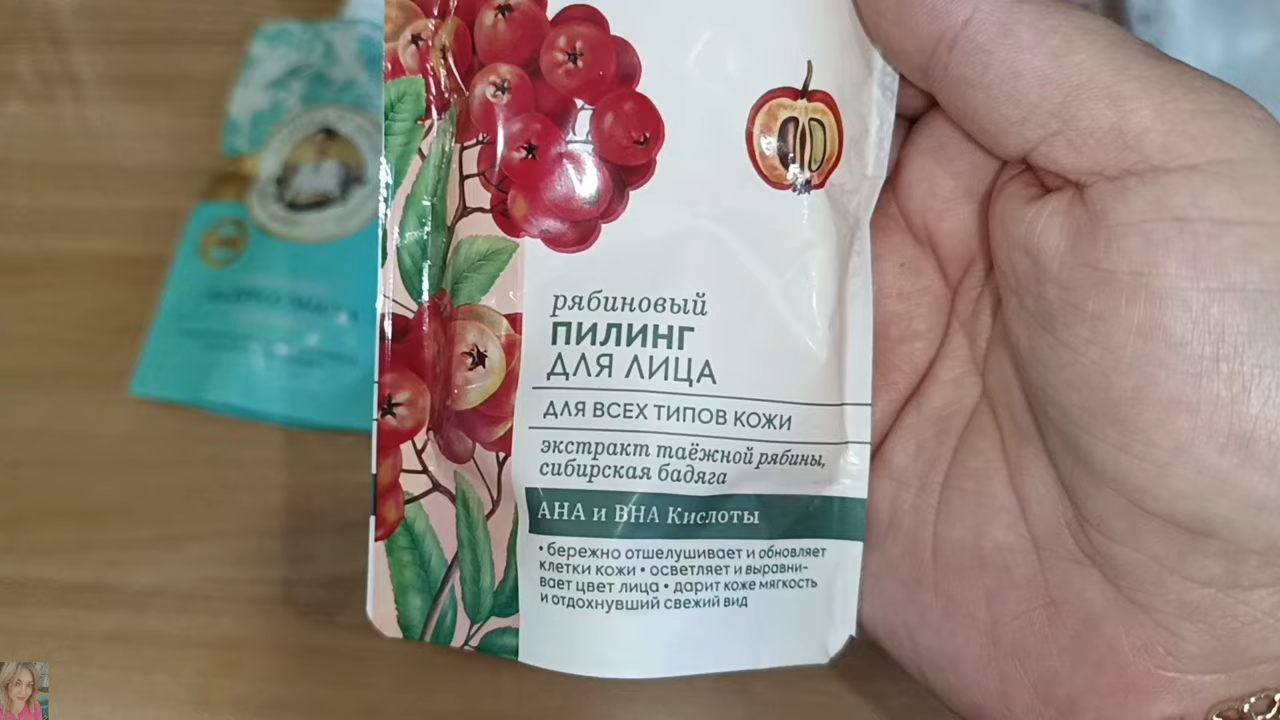 рябиновый
ПИЛИНГ
ДЛЯ ЛИЦА
ДЛЯ ВСЕХ ТИПОВ КОЖИ
экстракт таёжной рябины,
сибирская бадяга
АНА и ВНА Кислоты
• бережно отшелушивает и обновляет
клетки кожи • осветляет и выравни-
вает цвет лица • дарит коже мягкость
и отдохнувший свежий вид